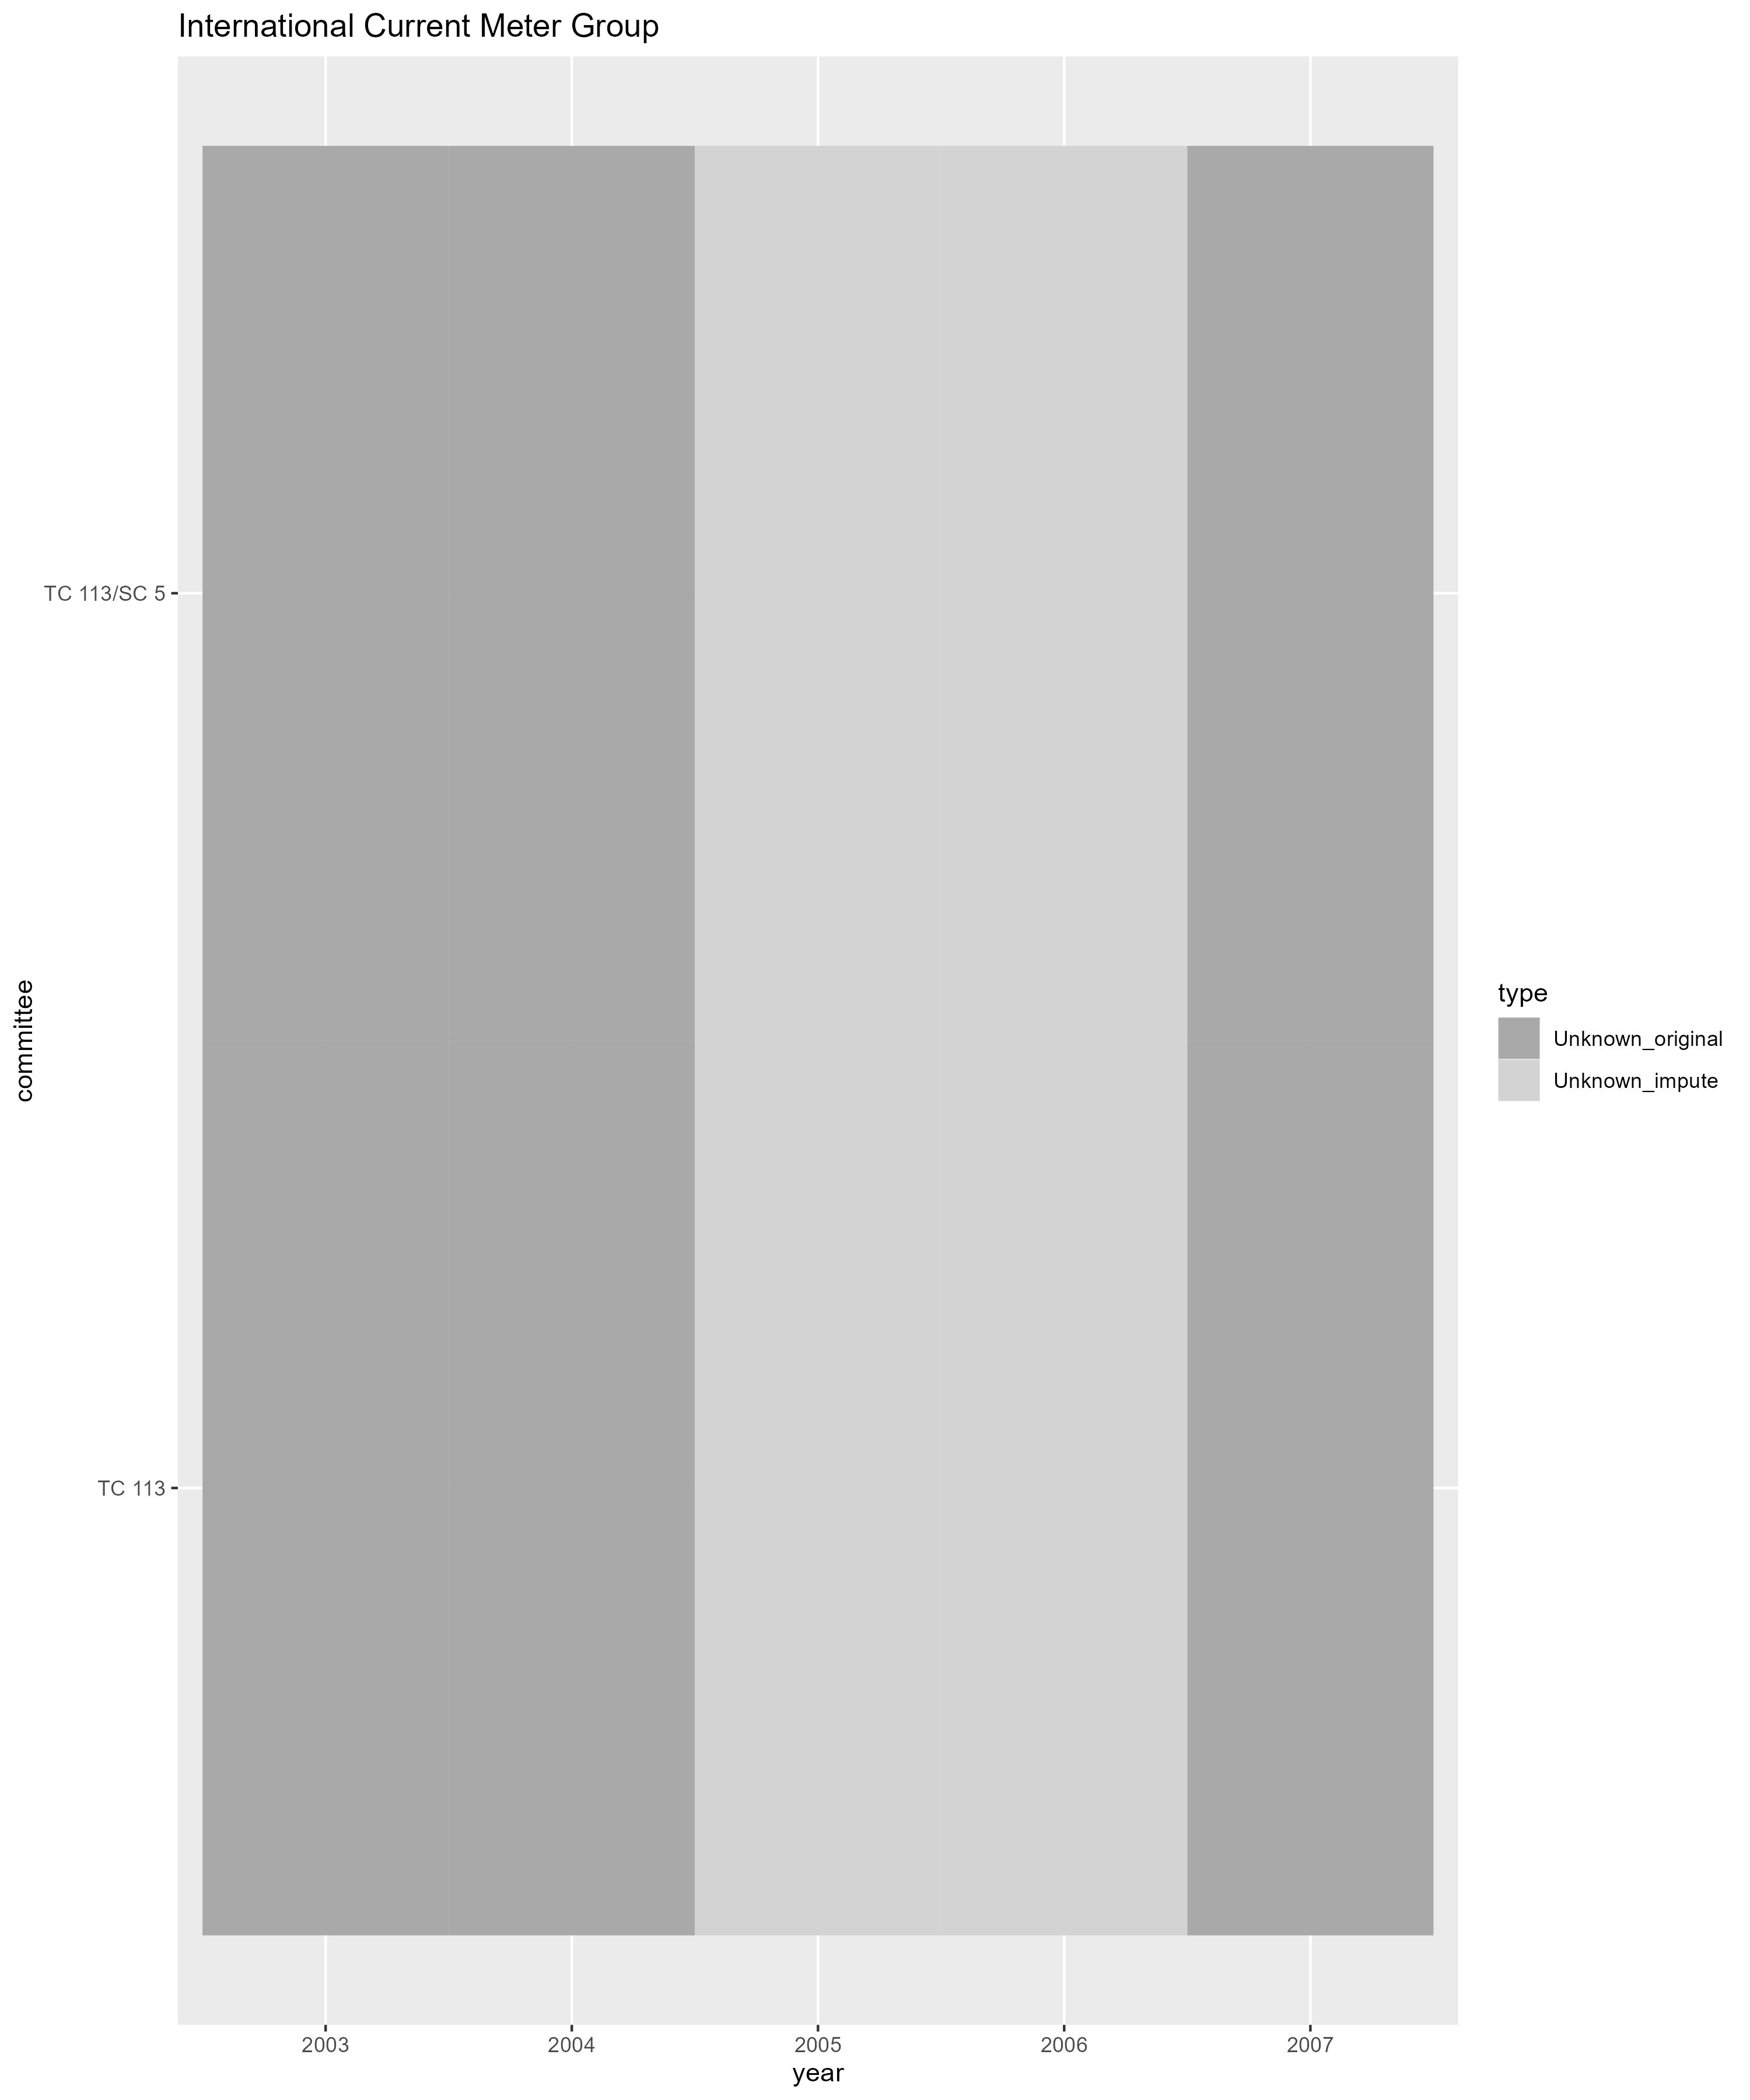 International Current Meter Group
TC 113/SC 5
TC 113
committee
2003 2004 2005 2006 2007
year
type
Unknown_original
Unknown_impute